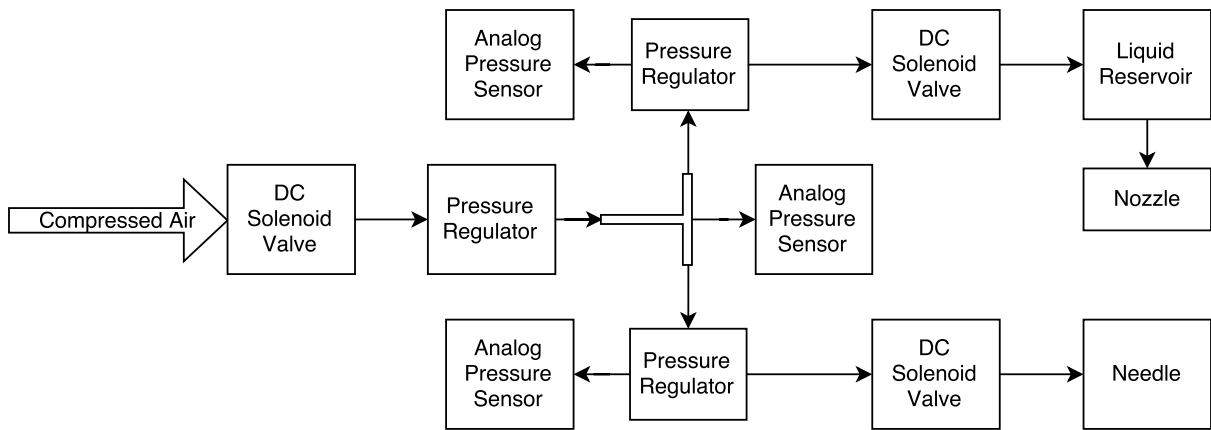 Analog
Pressure
Sensor
Pressure
Regulator
DC
Solenoid
Valve
Liquid
Reservoir
Compressed Air
DC
Solenoid
Valve
Pressure
Regulator
Analog
Pressure
Sensor
Nozzle
Analog
Pressure
Sensor
Pressure
Regulator
DC
Solenoid
Valve
Needle